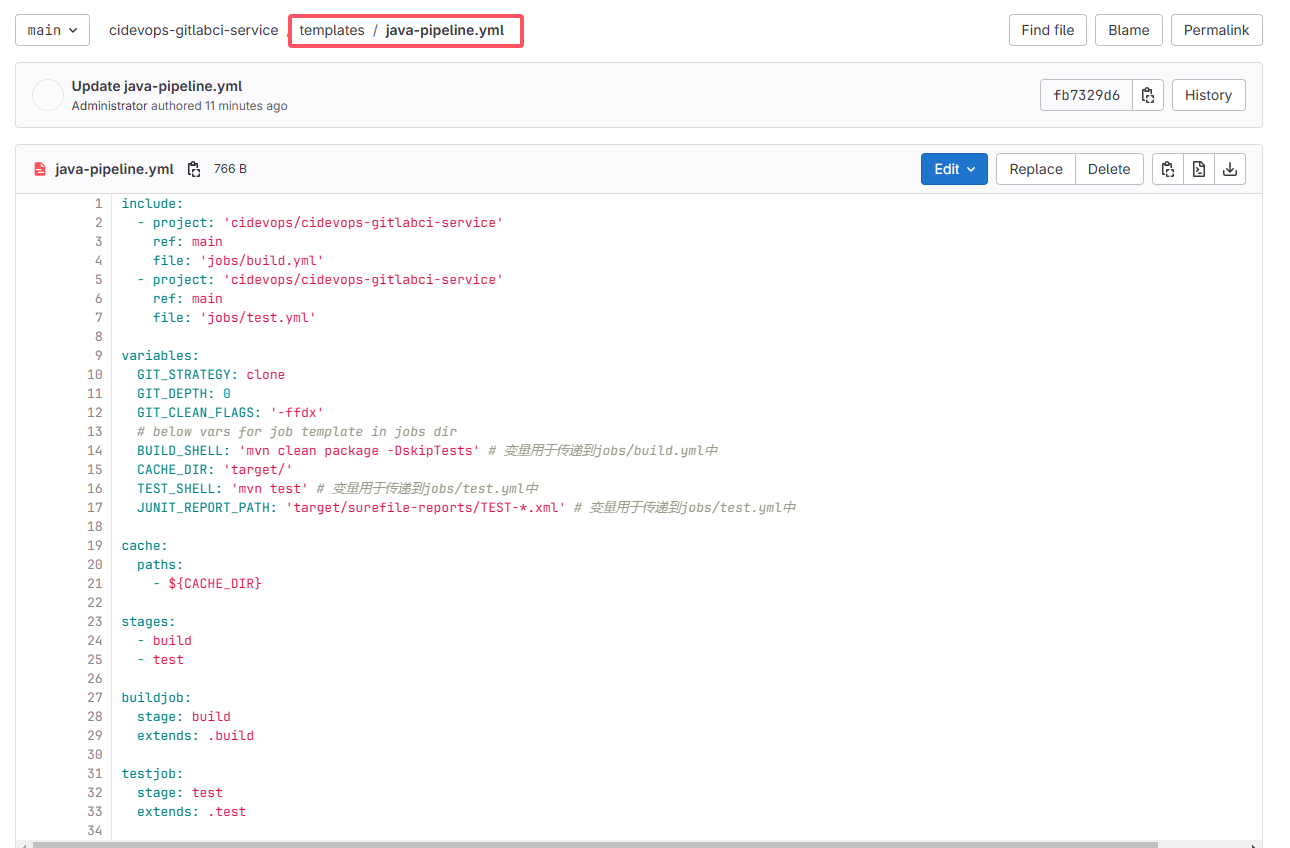 main cidevops-gitlabci-service / templates / java-pipeline.yml Find file Blame Permalink
Update java-pipeline.yml
Administrator authored 11 minutes ago
fb7329d6 History
java-pipeline.yml 766 B Edit Replace Delete
1 include:
2   - project: 'cidevops/cidevops-gitlabci-service'
3     ref: main
4     file: 'jobs/build.yml'
5   - project: 'cidevops/cidevops-gitlabci-service'
6     ref: main
7     file: 'jobs/test.yml'
8
9 variables:
10   GIT_STRATEGY: clone
11   GIT_DEPTH: 0
12   GIT_CLEAN_FLAGS: '-ffdx'
13   # below vars for job template in jobs dir
14   BUILD_SHELL: 'mvn clean package -DskipTests' # 变量用于传递到jobs/build.yml中
15   CACHE_DIR: 'target/'
16   TEST_SHELL: 'mvn test' # 变量用于传递到jobs/test.yml中
17   JUNIT_REPORT_PATH: 'target/surefile-reports/TEST-*.xml' # 变量用于传递到jobs/test.yml中
18
19 cache:
20   paths:
21     - ${CACHE_DIR}
22
23 stages:
24   - build
25   - test
26
27 buildjob:
28   stage: build
29   extends: .build
30
31 testjob:
32   stage: test
33   extends: .test
34